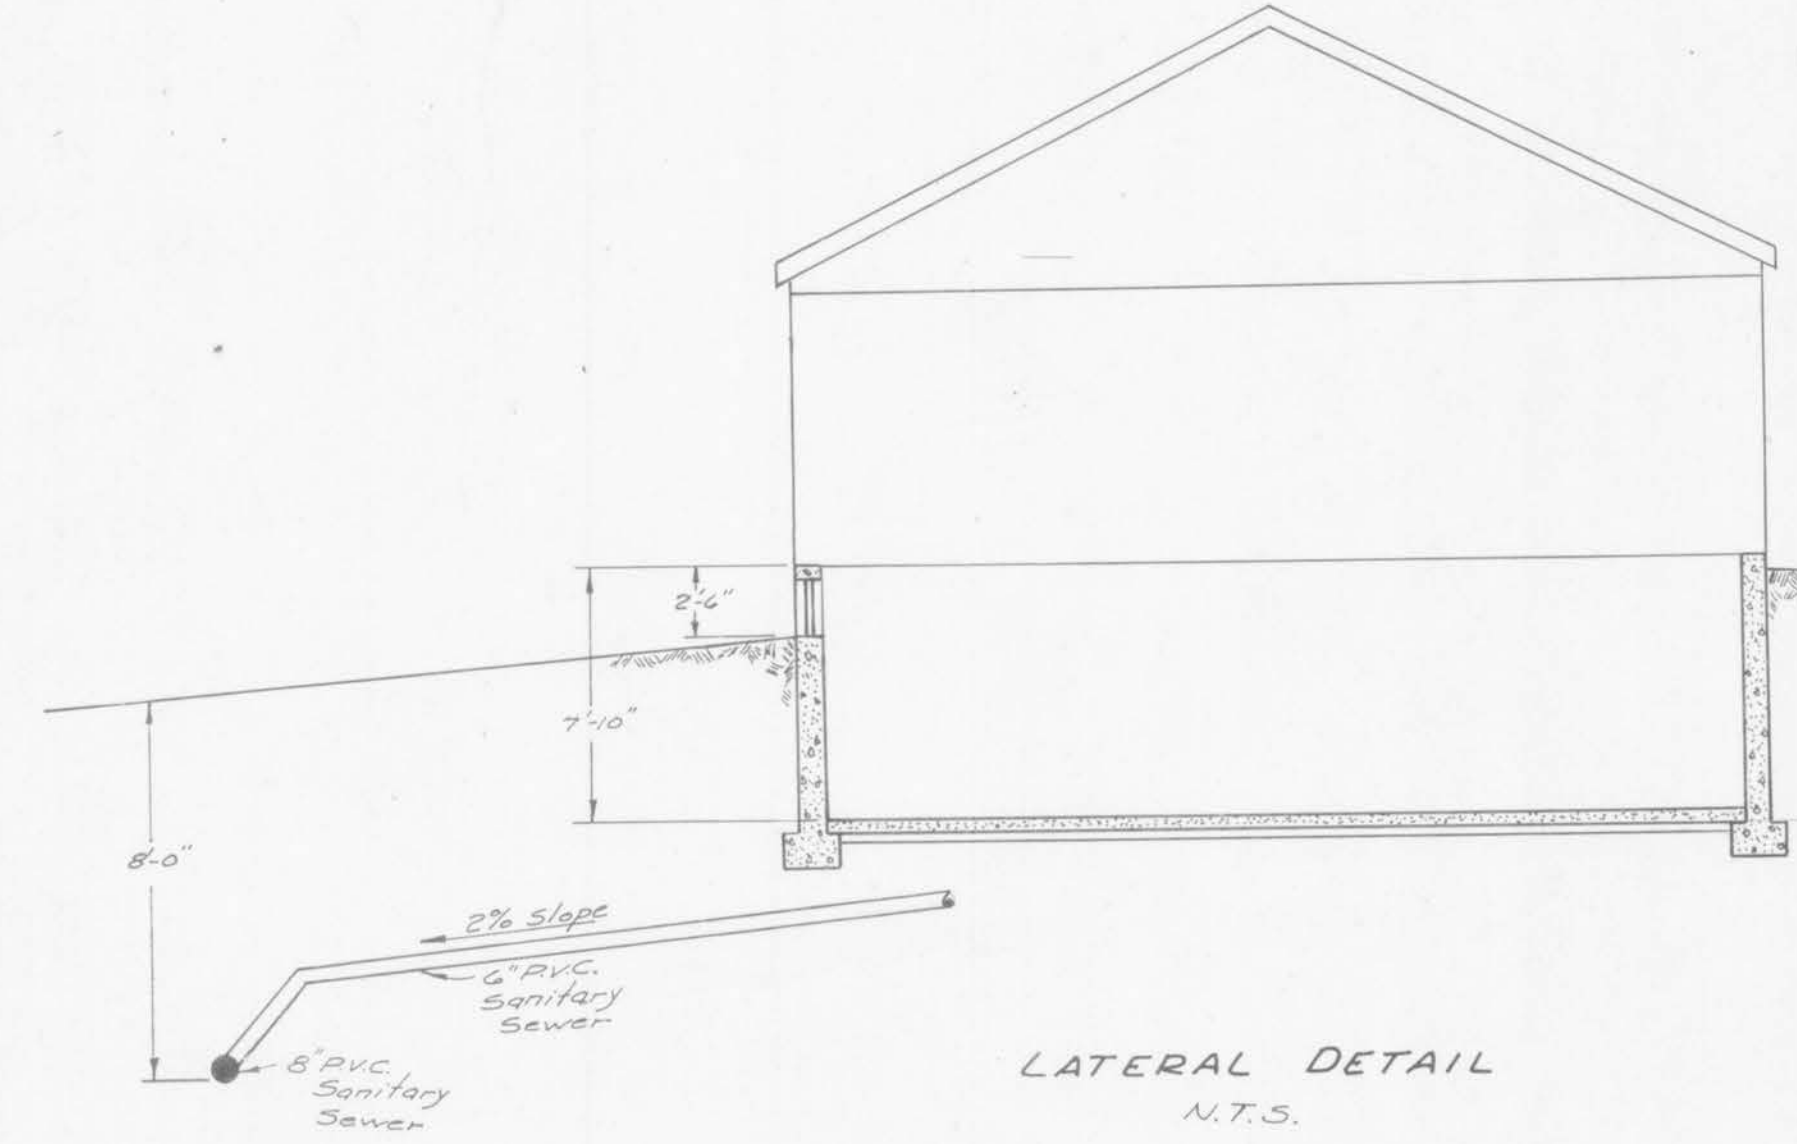 2'-6"
7'-10"
8'-0"
2% Slope
6" P.V.C.
Sanitary
Sewer
8" P.V.C.
Sanitary
Sewer
LATERAL DETAIL
N.T.S.